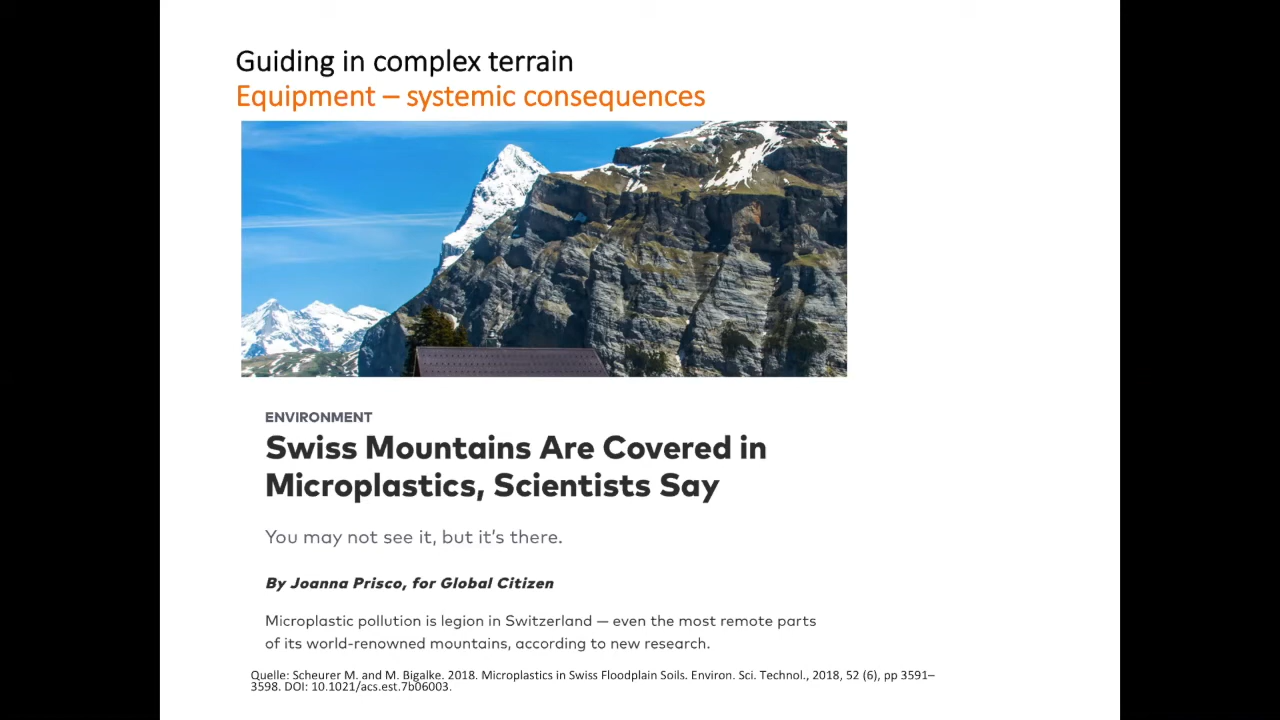 Guiding in complex terrain
Equipment – systemic consequences
ENVIRONMENT
Swiss Mountains Are Covered in
Microplastics, Scientists Say
You may not see it, but it’s there.
By Joanna Prisco, for Global Citizen
Microplastic pollution is legion in Switzerland — even the most remote parts
of its world-renowned mountains, according to new research.
Quelle: Scheurer M. and M. Bigalke. 2018. Microplastics in Swiss Floodplain Soils. Environ. Sci. Technol., 2018, 52 (6), pp 3591–
3598. DOI: 10.1021/acs.est.7b06003.